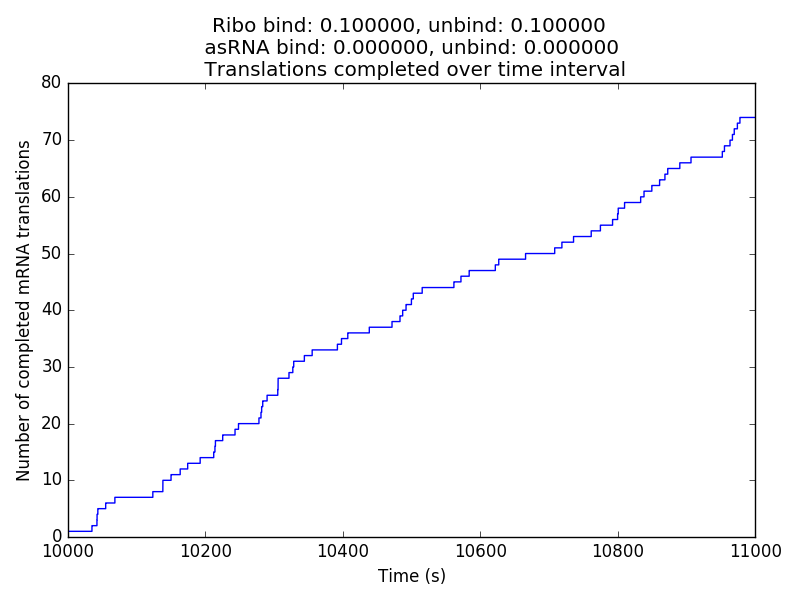 Ribo bind: 0.100000, unbind: 0.100000
asRNA bind: 0.000000, unbind: 0.000000
Translations completed over time interval
80
70
60
50
40
30
20
10
0
Number of completed mRNA translations
10000 10200 10400 10600 10800 11000
Time (s)